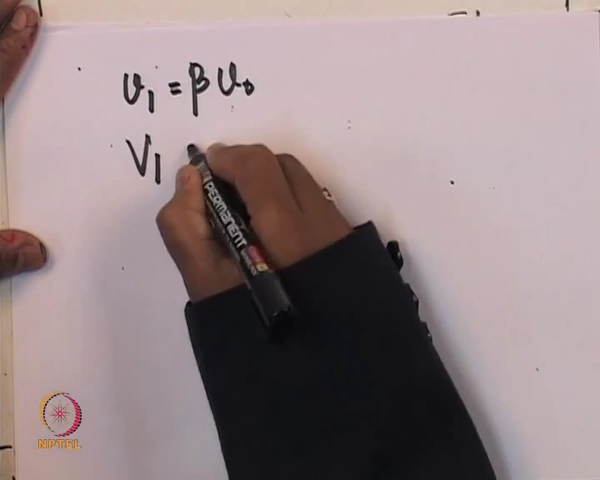 v₁ = β v₀
V₁
PERMANENT
NPTEL